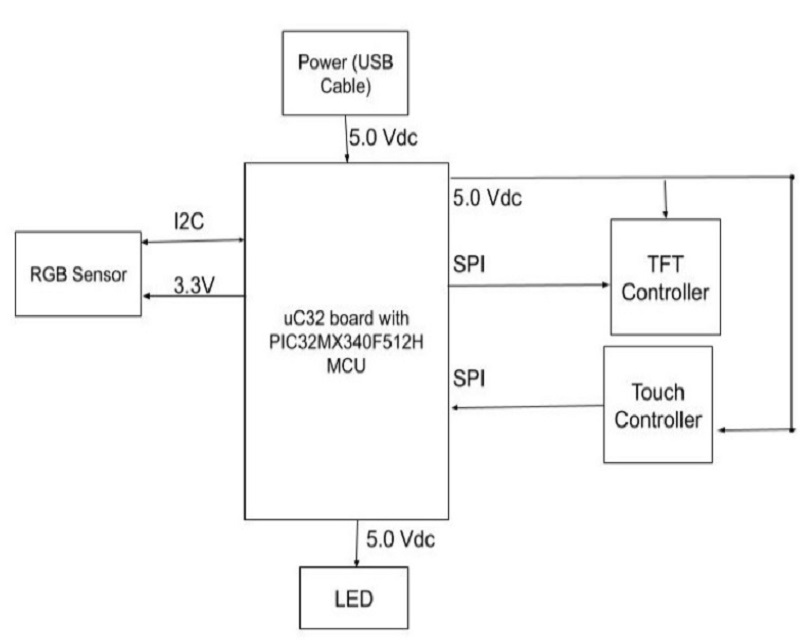 Power (USB
Cable)
5.0 Vdc
5.0 Vdc
I2C
RGB Sensor
3.3V
SPI
TFT
Controller
uC32 board with
PIC32MX340F512H
MCU
SPI
Touch
Controller
5.0 Vdc
LED